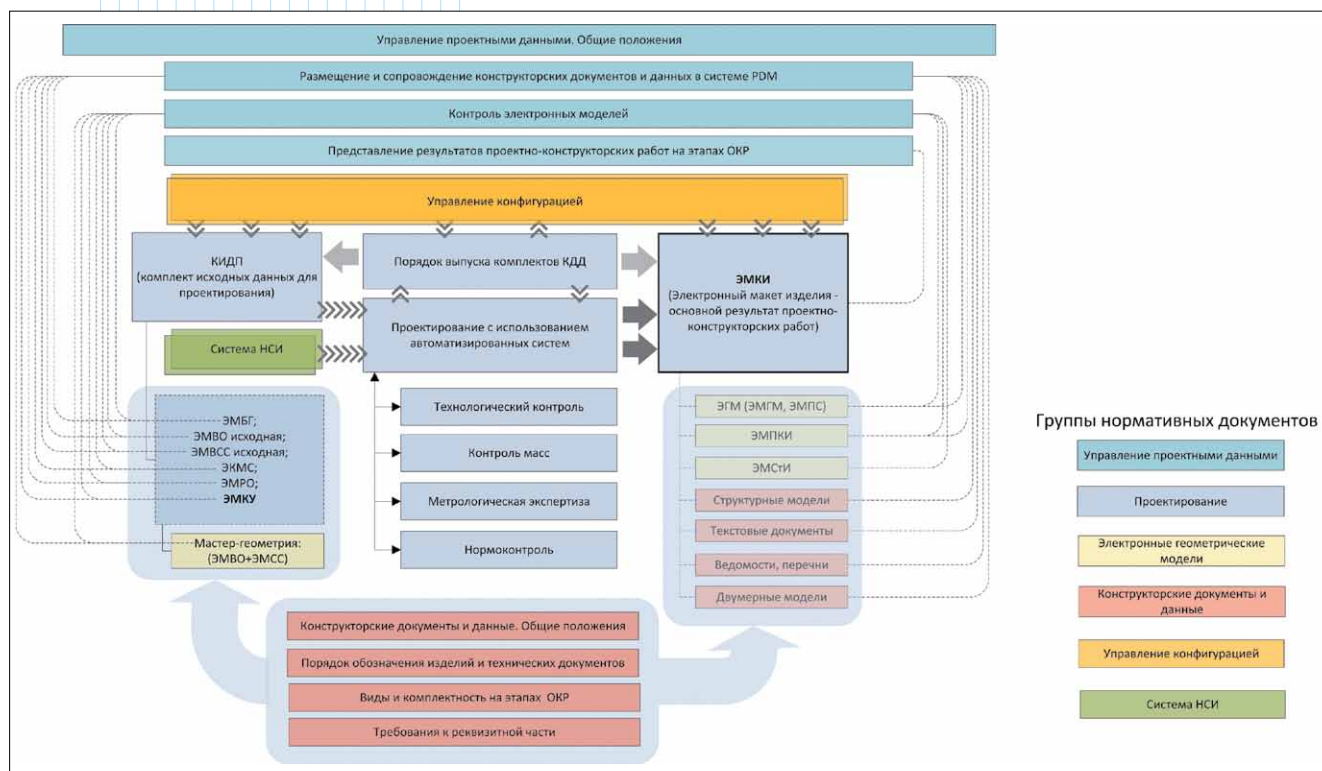 Управление проектными данными. Общие положения
Размещение и сопровождение конструкторских документов и данных в системе PDM
Контроль электронных моделей
Представление результатов проектно-конструкторских работ на этапах ОКР
Управление конфигурацией
КИДП
(комплект исходных данных для
проектирования)
Порядок выпуска комплектов КДД
ЭМКИ
(Электронный макет изделия -
основной результат проектно-
конструкторских работ)
Проектирование с использованием
автоматизированных систем
Система НСИ
ЭМБГ;
ЭМВО исходная;
ЭМВСС исходная;
ЭКМС;
ЭМРО;
ЭМКУ
Мастер-геометрия:
(ЭМВО+ЭМСС)
Технологический контроль
Контроль масс
Метрологическая экспертиза
Нормоконтроль
ЭГМ (ЭМГМ, ЭМПС)
ЭМПКИ
ЭМСтИ
Структурные модели
Текстовые документы
Ведомости, перечни
Двумерные модели
Конструкторские документы и данные. Общие положения
Порядок обозначения изделий и технических документов
Виды и комплектность на этапах ОКР
Требования к реквизитной части
Группы нормативных документов
Управление проектными данными
Проектирование
Электронные геометрические
модели
Конструкторские документы и
данные
Управление конфигурацией
Система НСИ